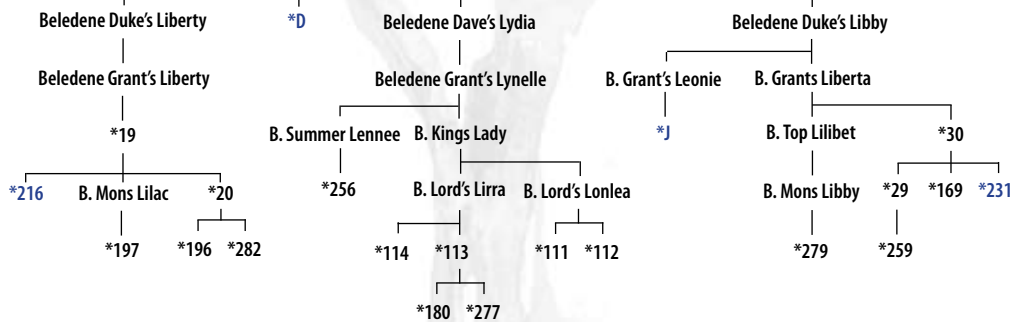 Beledene Duke's Liberty *D Beledene Dave's Lydia Beledene Duke's Libby
Beledene Grant's Liberty Beledene Grant's Lynelle B. Grant's Leonie B. Grants Liberta
*19 B. Summer Lennee B. Kings Lady *J B. Top Lilibet *30
*216 B. Mons Lilac *20 *256 B. Lord's Lirra B. Lord's Lonlea B. Mons Libby *29 *169 *231
*197 *196 *282 *114 *113 *111 *112 *279 *259
*180 *277